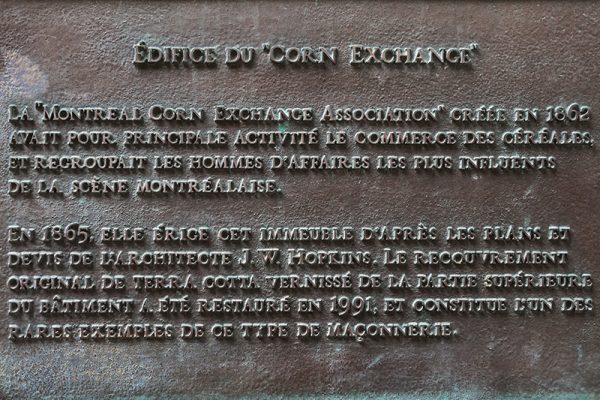 ÉDIFICE DU "CORN EXCHANGE"
LA "MONTREAL CORN EXCHANGE ASSOCIATION" CRÉÉE EN 1862
AVAIT POUR PRINCIPALE ACTIVITÉ LE COMMERCE DES CÉRÉALES,
ET REGROUPAIT LES HOMMES D'AFFAIRES LES PLUS INFLUENTS
DE LA SCÈNE MONTRÉALAISE.
EN 1865, ELLE ÉRIGE CET IMMEUBLE D'APRÈS LES PLANS ET
DEVIS DE L'ARCHITECTE J. W. HOPKINS. LE RECOUVREMENT
ORIGINAL DE TERRA COTTA VERNISSÉ DE LA PARTIE SUPÉRIEURE
DU BÂTIMENT A ÉTÉ RESTAURÉ EN 1991, ET CONSTITUE L'UN DES
RARES EXEMPLES DE CE TYPE DE MAÇONNERIE.